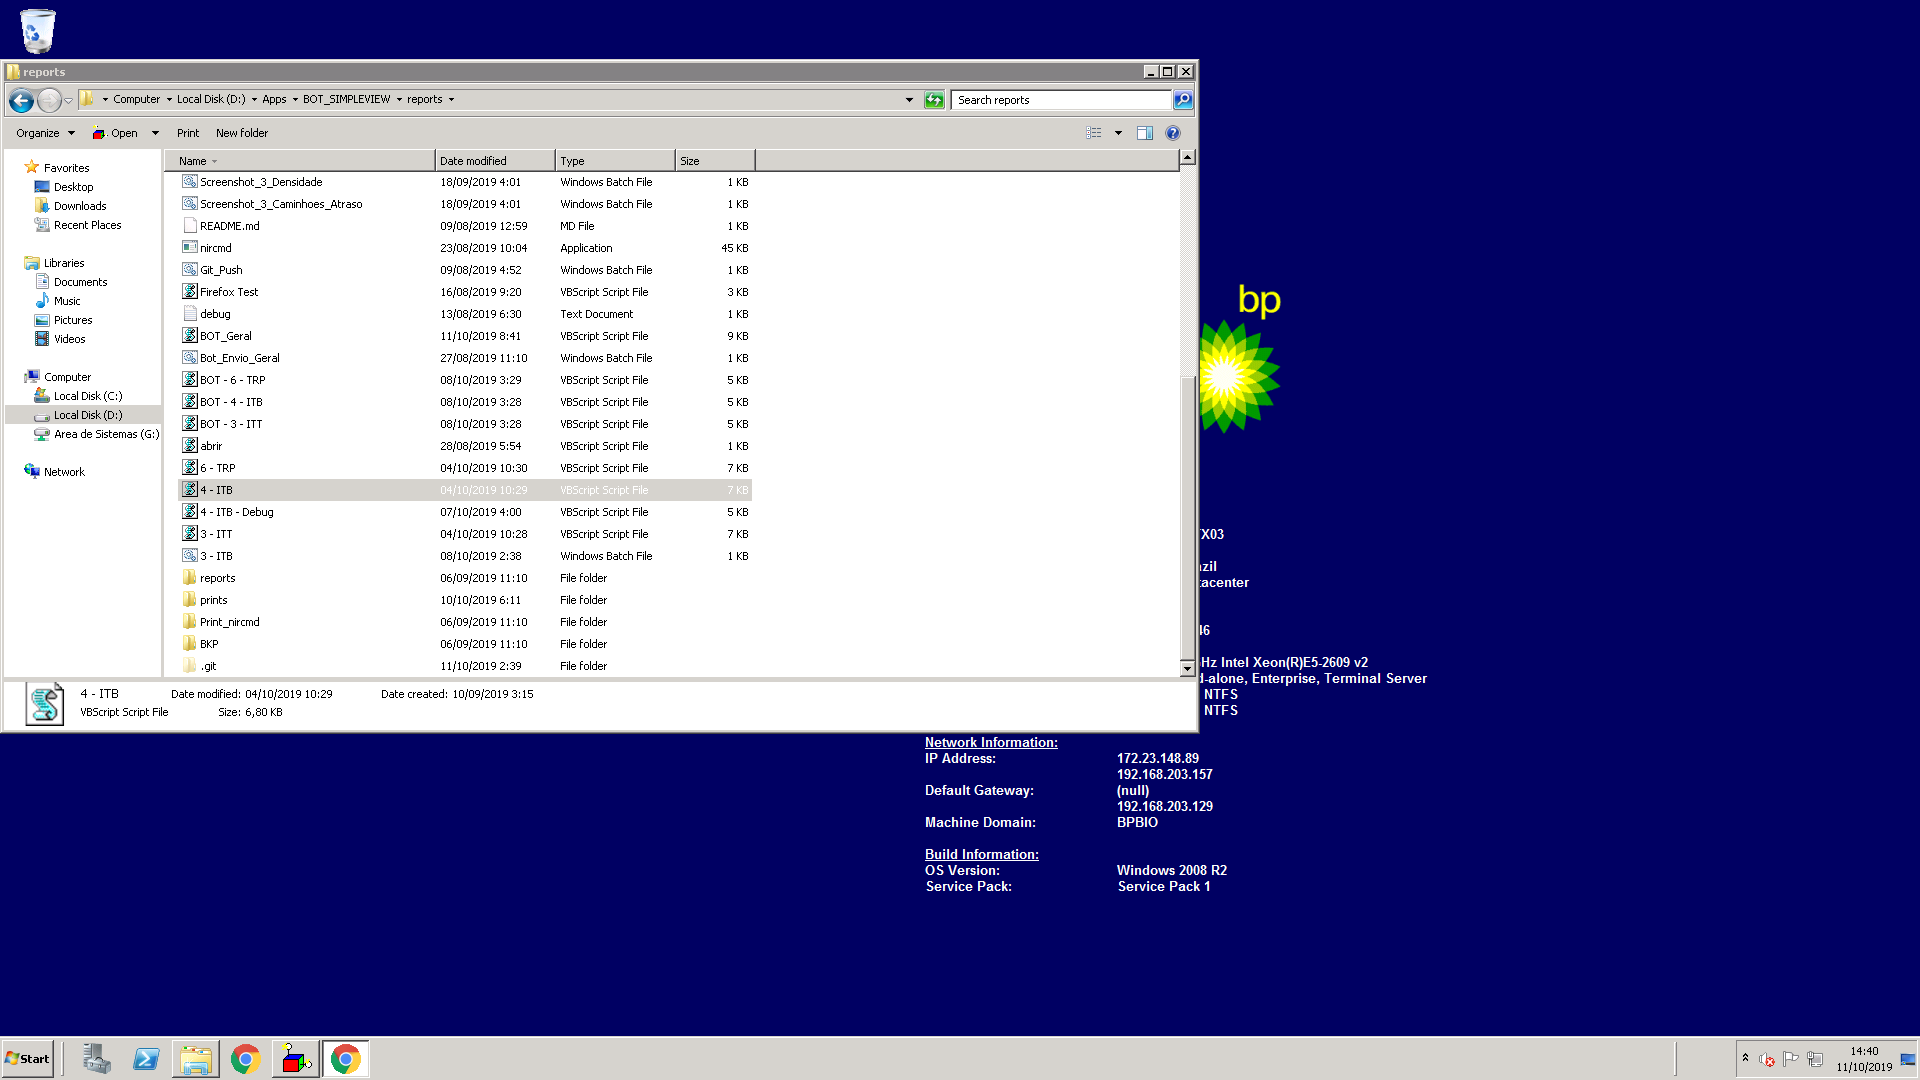 reports
Computer Local Disk (D:) Apps BOT_SIMPLEVIEW reports
Search reports
Organize Open Print New folder
Name Date modified Type Size
Favorites
Desktop
Downloads
Recent Places
Libraries
Documents
Music
Pictures
Videos
Computer
Local Disk (C:)
Local Disk (D:)
Area de Sistemas (G:)
Network
Screenshot_3_Densidade 18/09/2019 4:01 Windows Batch File 1 KB
Screenshot_3_Caminhoes_Atraso 18/09/2019 4:01 Windows Batch File 1 KB
README.md 09/08/2019 12:59 MD File 1 KB
nircmd 23/08/2019 10:04 Application 45 KB
Git_Push 09/08/2019 4:52 Windows Batch File 1 KB
Firefox Test 16/08/2019 9:20 VBScript Script File 3 KB
debug 13/08/2019 6:30 Text Document 1 KB
BOT_Geral 11/10/2019 8:41 VBScript Script File 9 KB
Bot_Envio_Geral 27/08/2019 11:10 Windows Batch File 1 KB
BOT - 6 - TRP 08/10/2019 3:29 VBScript Script File 5 KB
BOT - 4 - ITB 08/10/2019 3:28 VBScript Script File 5 KB
BOT - 3 - ITT 08/10/2019 3:28 VBScript Script File 5 KB
abrir 28/08/2019 5:54 VBScript Script File 1 KB
6 - TRP 04/10/2019 10:30 VBScript Script File 7 KB
4 - ITB 04/10/2019 10:29 VBScript Script File 7 KB
4 - ITB - Debug 07/10/2019 4:00 VBScript Script File 5 KB
3 - ITT 04/10/2019 10:28 VBScript Script File 7 KB
3 - ITB 08/10/2019 2:38 Windows Batch File 1 KB
reports 06/09/2019 11:10 File folder
prints 10/10/2019 6:11 File folder
Print_nircmd 06/09/2019 11:10 File folder
BKP 06/09/2019 11:10 File folder
.git 11/10/2019 2:39 File folder
4 - ITB Date modified: 04/10/2019 10:29 Date created: 10/09/2019 3:15
VBScript Script File Size: 6,80 KB
bp
X03
zil
tacenter
46
Hz Intel Xeon(R)E5-2609 v2
d-alone, Enterprise, Terminal Server
NTFS
NTFS
Network Information:
IP Address: 172.23.148.89
192.168.203.157
Default Gateway: (null)
192.168.203.129
Machine Domain: BPBIO
Build Information:
OS Version: Windows 2008 R2
Service Pack: Service Pack 1
Start
14:40
11/10/2019